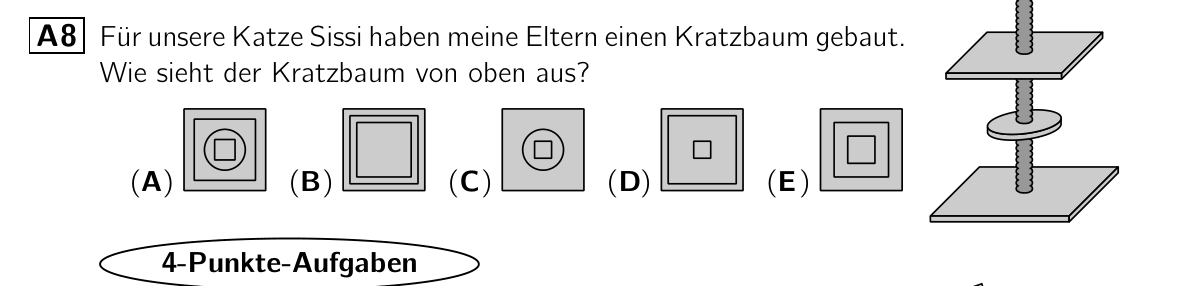 A8 Für unsere Katze Sissi haben meine Eltern einen Kratzbaum gebaut.
Wie sieht der Kratzbaum von oben aus?
(A) (B) (C) (D) (E)
4-Punkte-Aufgaben